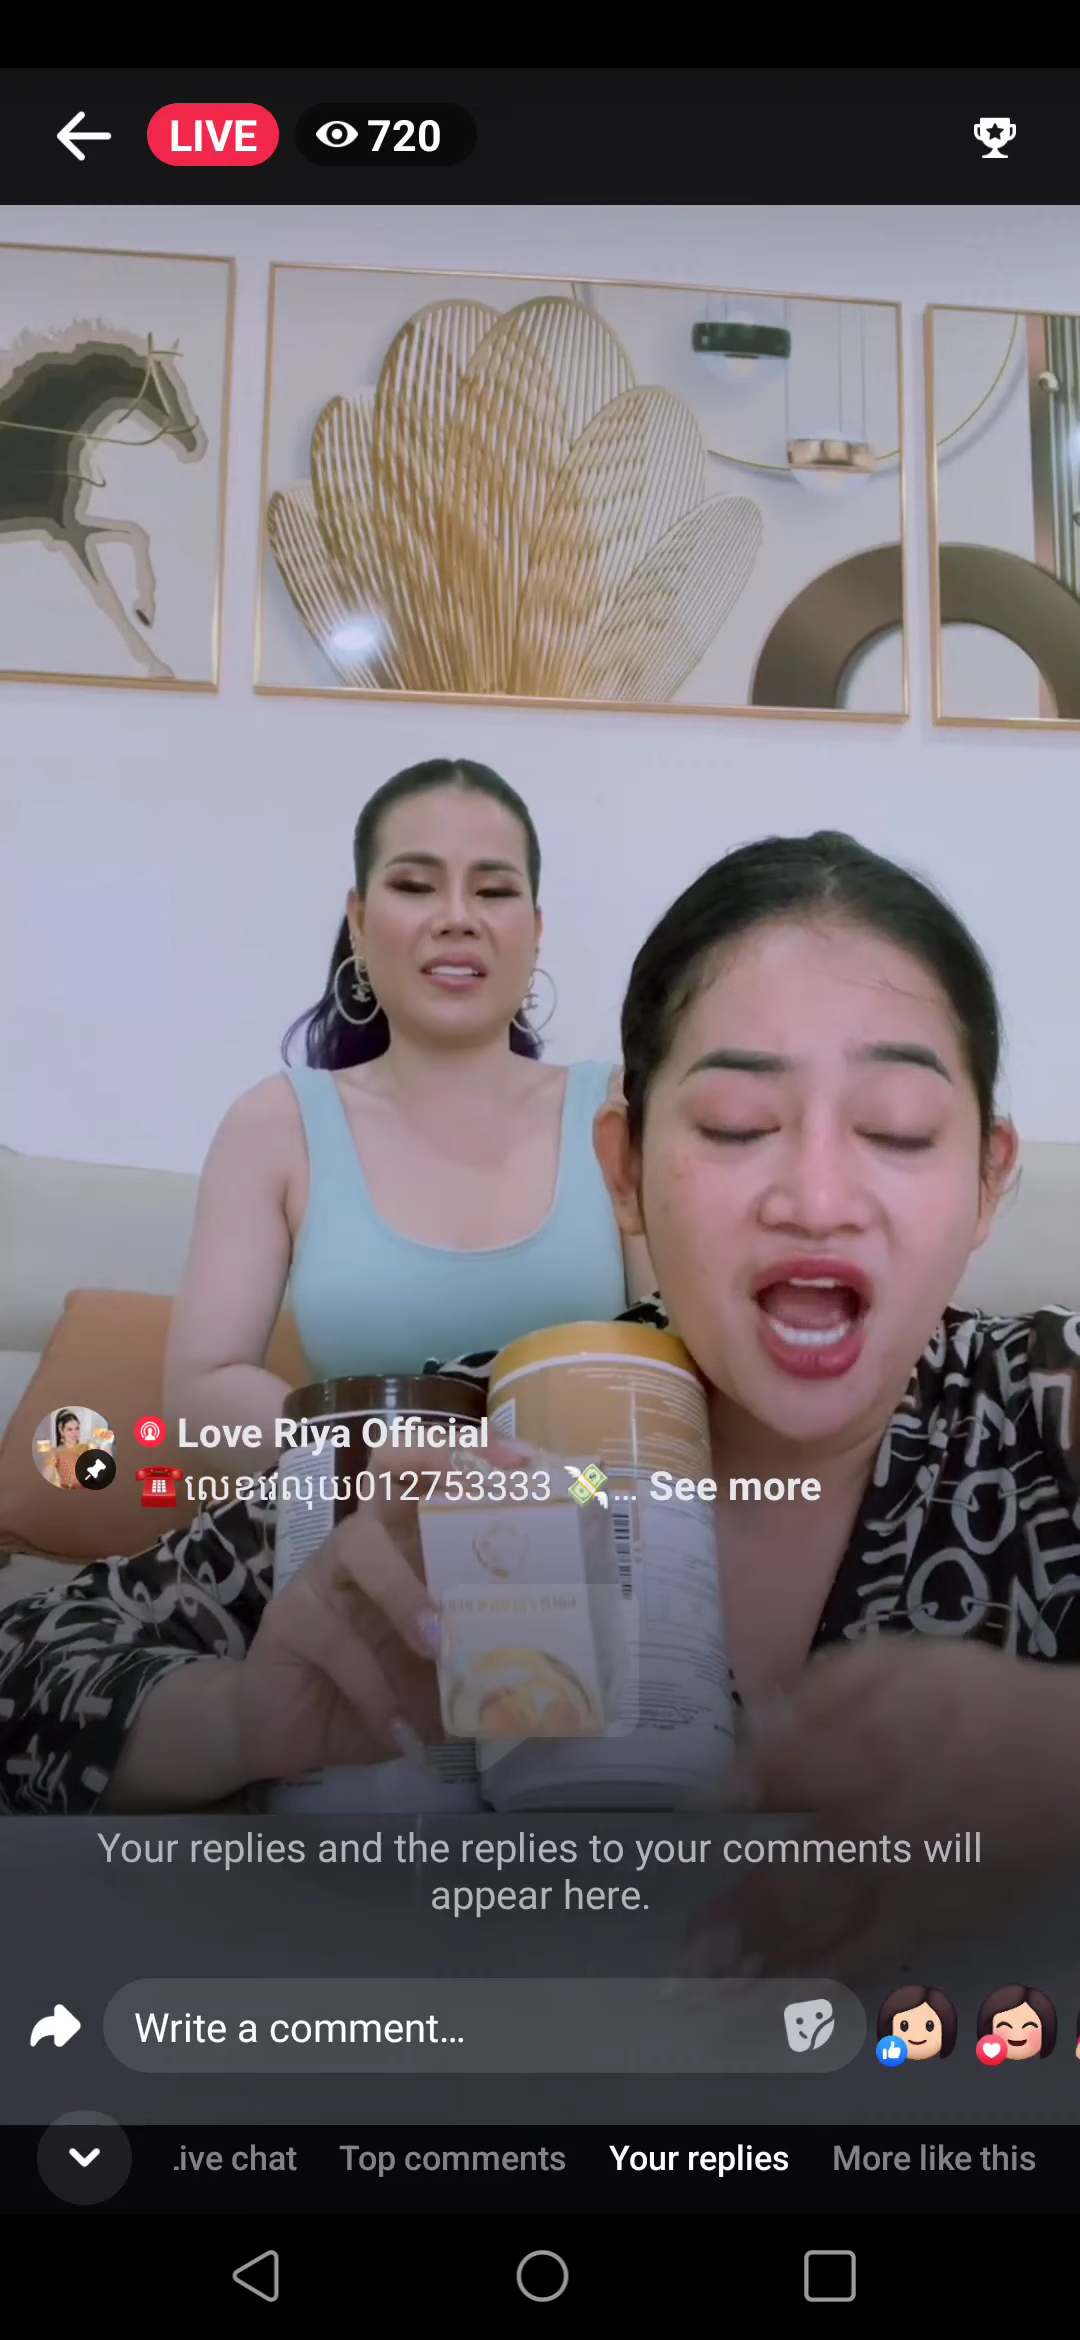 LIVE
720
Love Riya Official
☎️លេខវេលុយ012753333 💸... See more
Your replies and the replies to your comments will
appear here.
Write a comment...
ive chat Top comments Your replies More like this